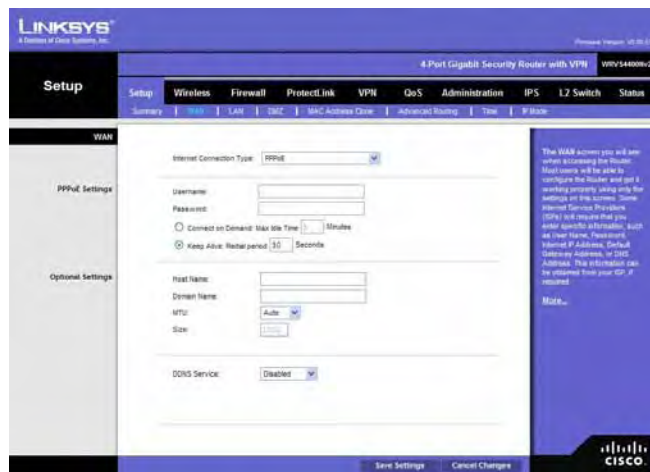 LINKSYS®
A Division of Cisco Systems, Inc.
Firmware Version:
4-Port Gigabit Security Router with VPN
WRVS4400Nv2
Setup
Setup Wireless Firewall ProtectLink VPN QoS Administration IPS L2 Switch Status
Summary | WAN | LAN | DMZ | MAC Address Clone | Advanced Routing | Time | IP Mode
WAN
Internet Connection Type: PPPoE
PPPoE Settings
Username:
Password:
Connect on Demand: Max Idle Time Minutes
Keep Alive: Redial period 30 Seconds
Optional Settings
Host Name:
Domain Name:
MTU: Auto
Size:
DDNS Service: Disabled
The WAN screen you will see
when accessing the Router.
Most users will be able to
configure the Router and get it
working properly using only the
settings on this screen. Some
Internet Service Providers
(ISPs) will require that you
enter specific information, such
as User Name, Password,
Internet IP Address, Default
Gateway Address, or DNS
Address. This information can
be obtained from your ISP, if
required.
More...
Save Settings Cancel Changes
CISCO